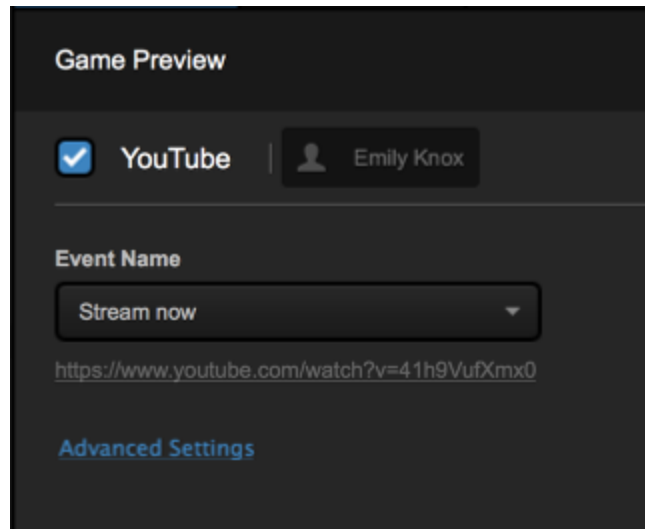 Game Preview
YouTube | Emily Knox
Event Name
Stream now
https://www.youtube.com/watch?v=41h9VufXmx0
Advanced Settings